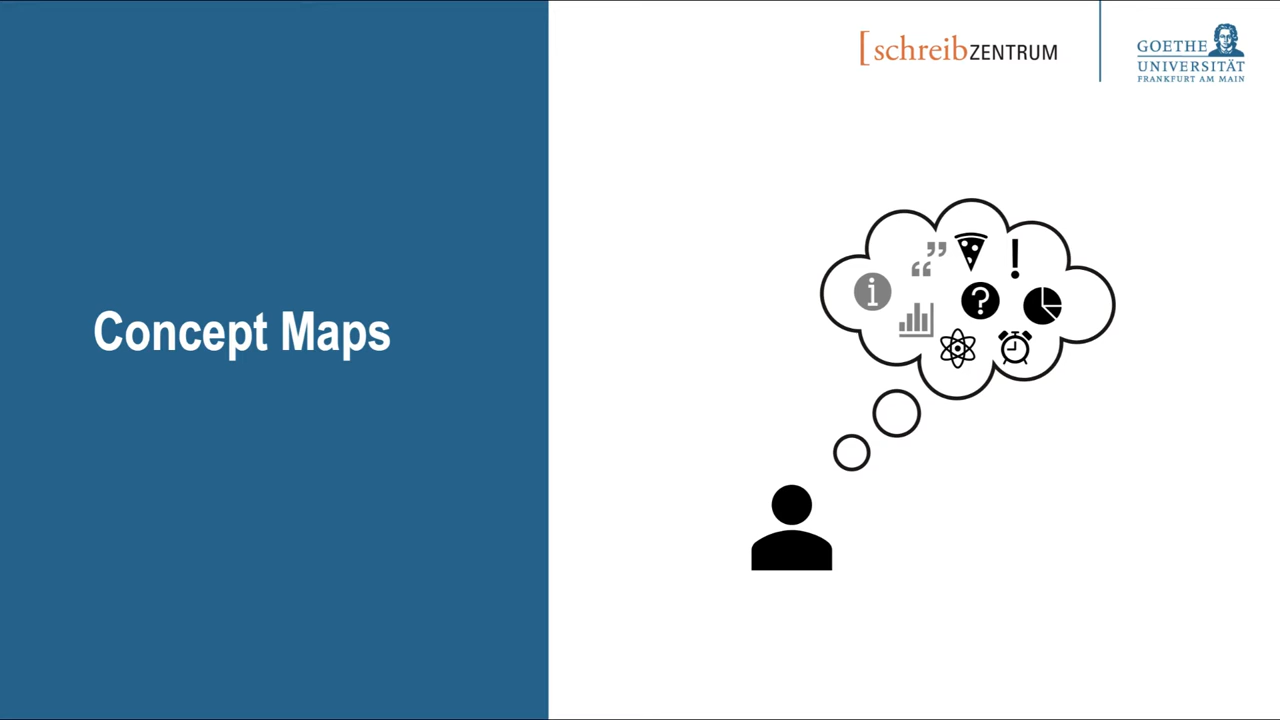 [schreibZENTRUM
GOETHE
UNIVERSITÄT
FRANKFURT AM MAIN
Concept Maps
” !
“ i ?